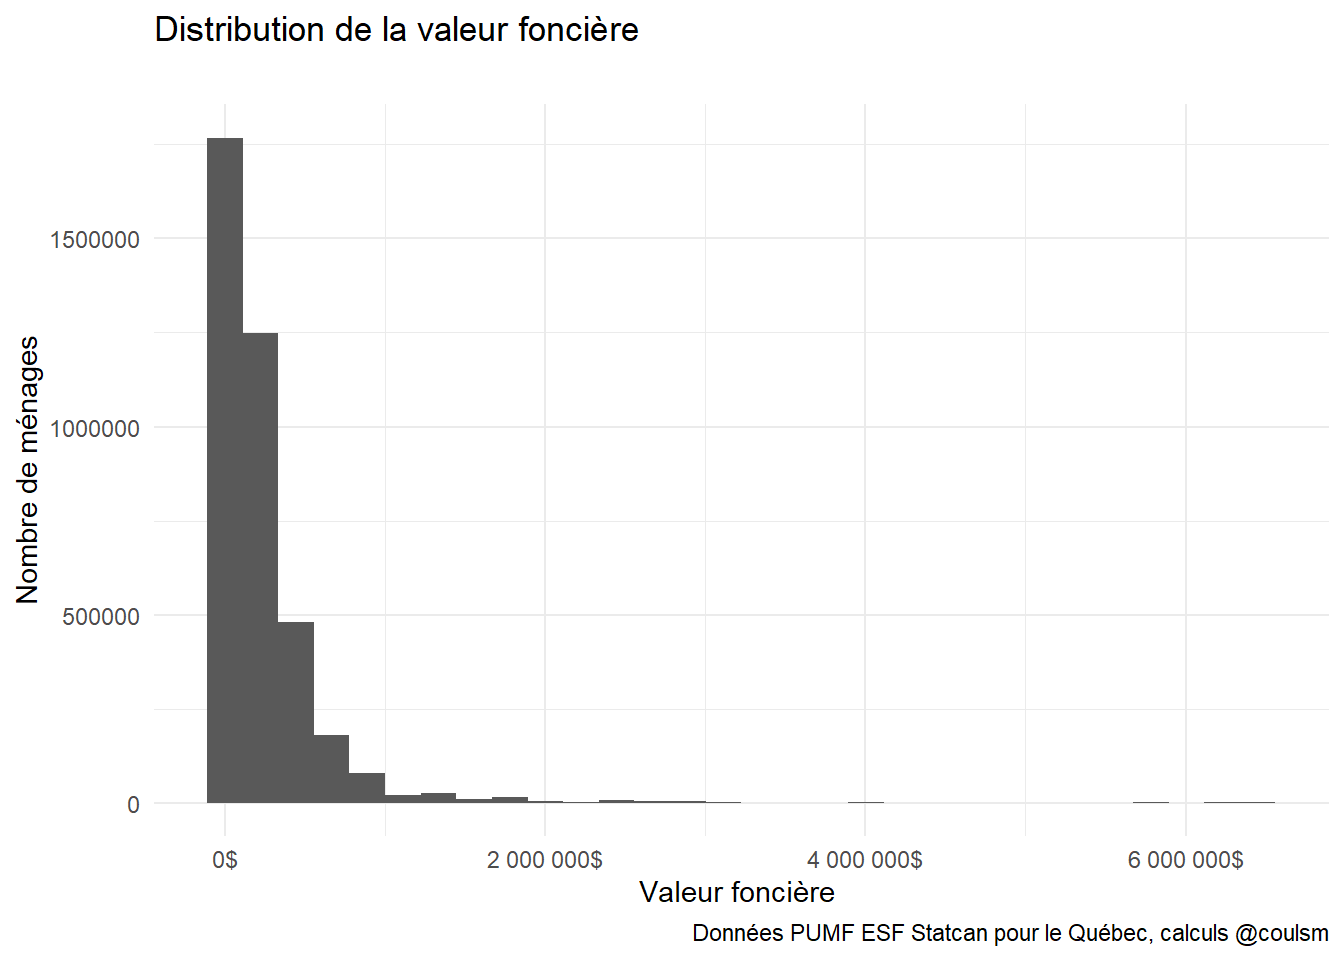 Distribution de la valeur foncière
Nombre de ménages
1500000
1000000
500000
0
0$
2 000 000$
4 000 000$
6 000 000$
Valeur foncière
Données PUMF ESF Statcan pour le Québec, calculs @coulsm